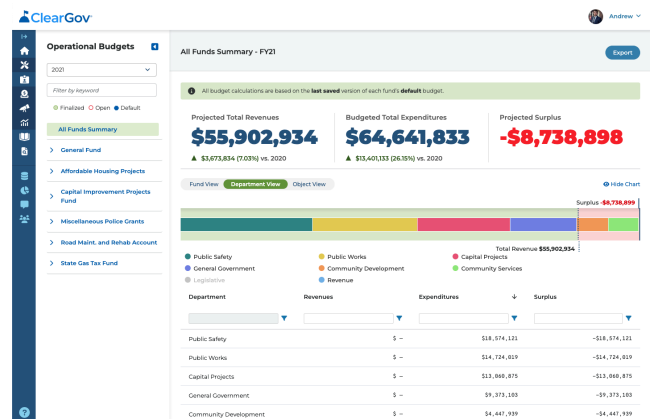 ClearGov
Andrew
Operational Budgets
2021
Filter by keyword
Finalized Open Default
All Funds Summary
General Fund
Affordable Housing Projects
Capital Improvement Projects
Fund
Miscellaneous Police Grants
Road Maint. and Rehab Account
State Gas Tax Fund
All Funds Summary - FY21
Export
All budget calculations are based on the last saved version of each fund's default budget.
Projected Total Revenues
$55,902,934
$3,673,834 (7.03%) vs. 2020
Budgeted Total Expenditures
$64,641,833
$13,401,133 (26.15%) vs. 2020
Projected Surplus
-$8,738,898
Fund View Department View Object View
Hide Chart
Surplus -$8,738,899
Total Revenue $55,902,934
Public Safety Public Works Capital Projects
General Government Community Development Community Services
Legislative Revenue
Department Revenues Expenditures Surplus
Public Safety $ – $18,574,121 -$18,574,121
Public Works $ – $14,724,019 -$14,724,019
Capital Projects $ – $13,060,875 -$13,060,875
General Government $ – $9,373,103 -$9,373,103
Community Development $ – $4,447,939 -$4,447,939